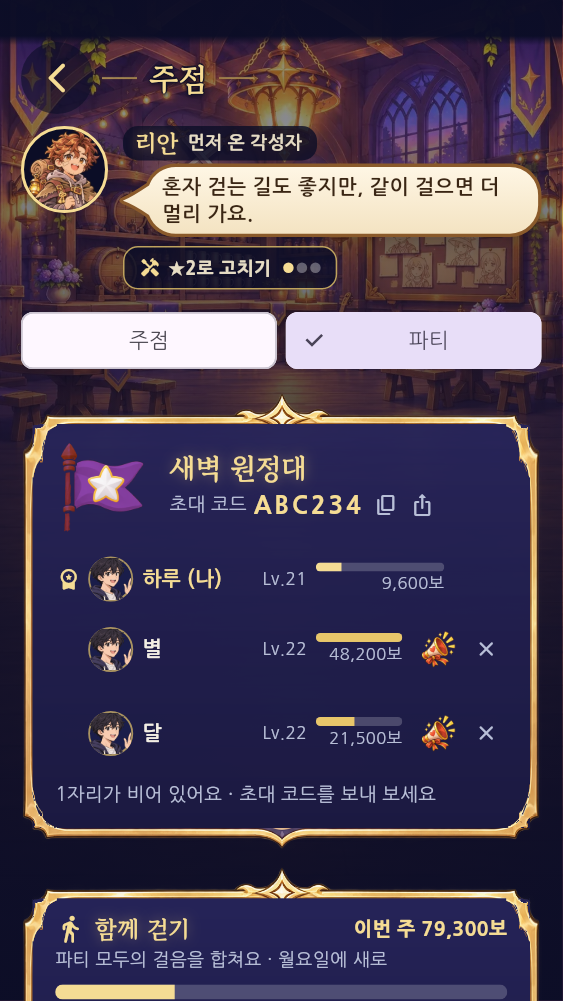 주점
리안 먼저 온 각성자
혼자 걷는 길도 좋지만, 같이 걸으면 더
멀리 가요.
★2로 고치기
주점
파티
새벽 원정대
초대 코드 ABC234
하루 (나) Lv.21 9,600보
별 Lv.22 48,200보
달 Lv.22 21,500보
1자리가 비어 있어요 · 초대 코드를 보내 보세요
함께 걷기 이번 주 79,300보
파티 모두의 걸음을 합쳐요 · 월요일에 새로